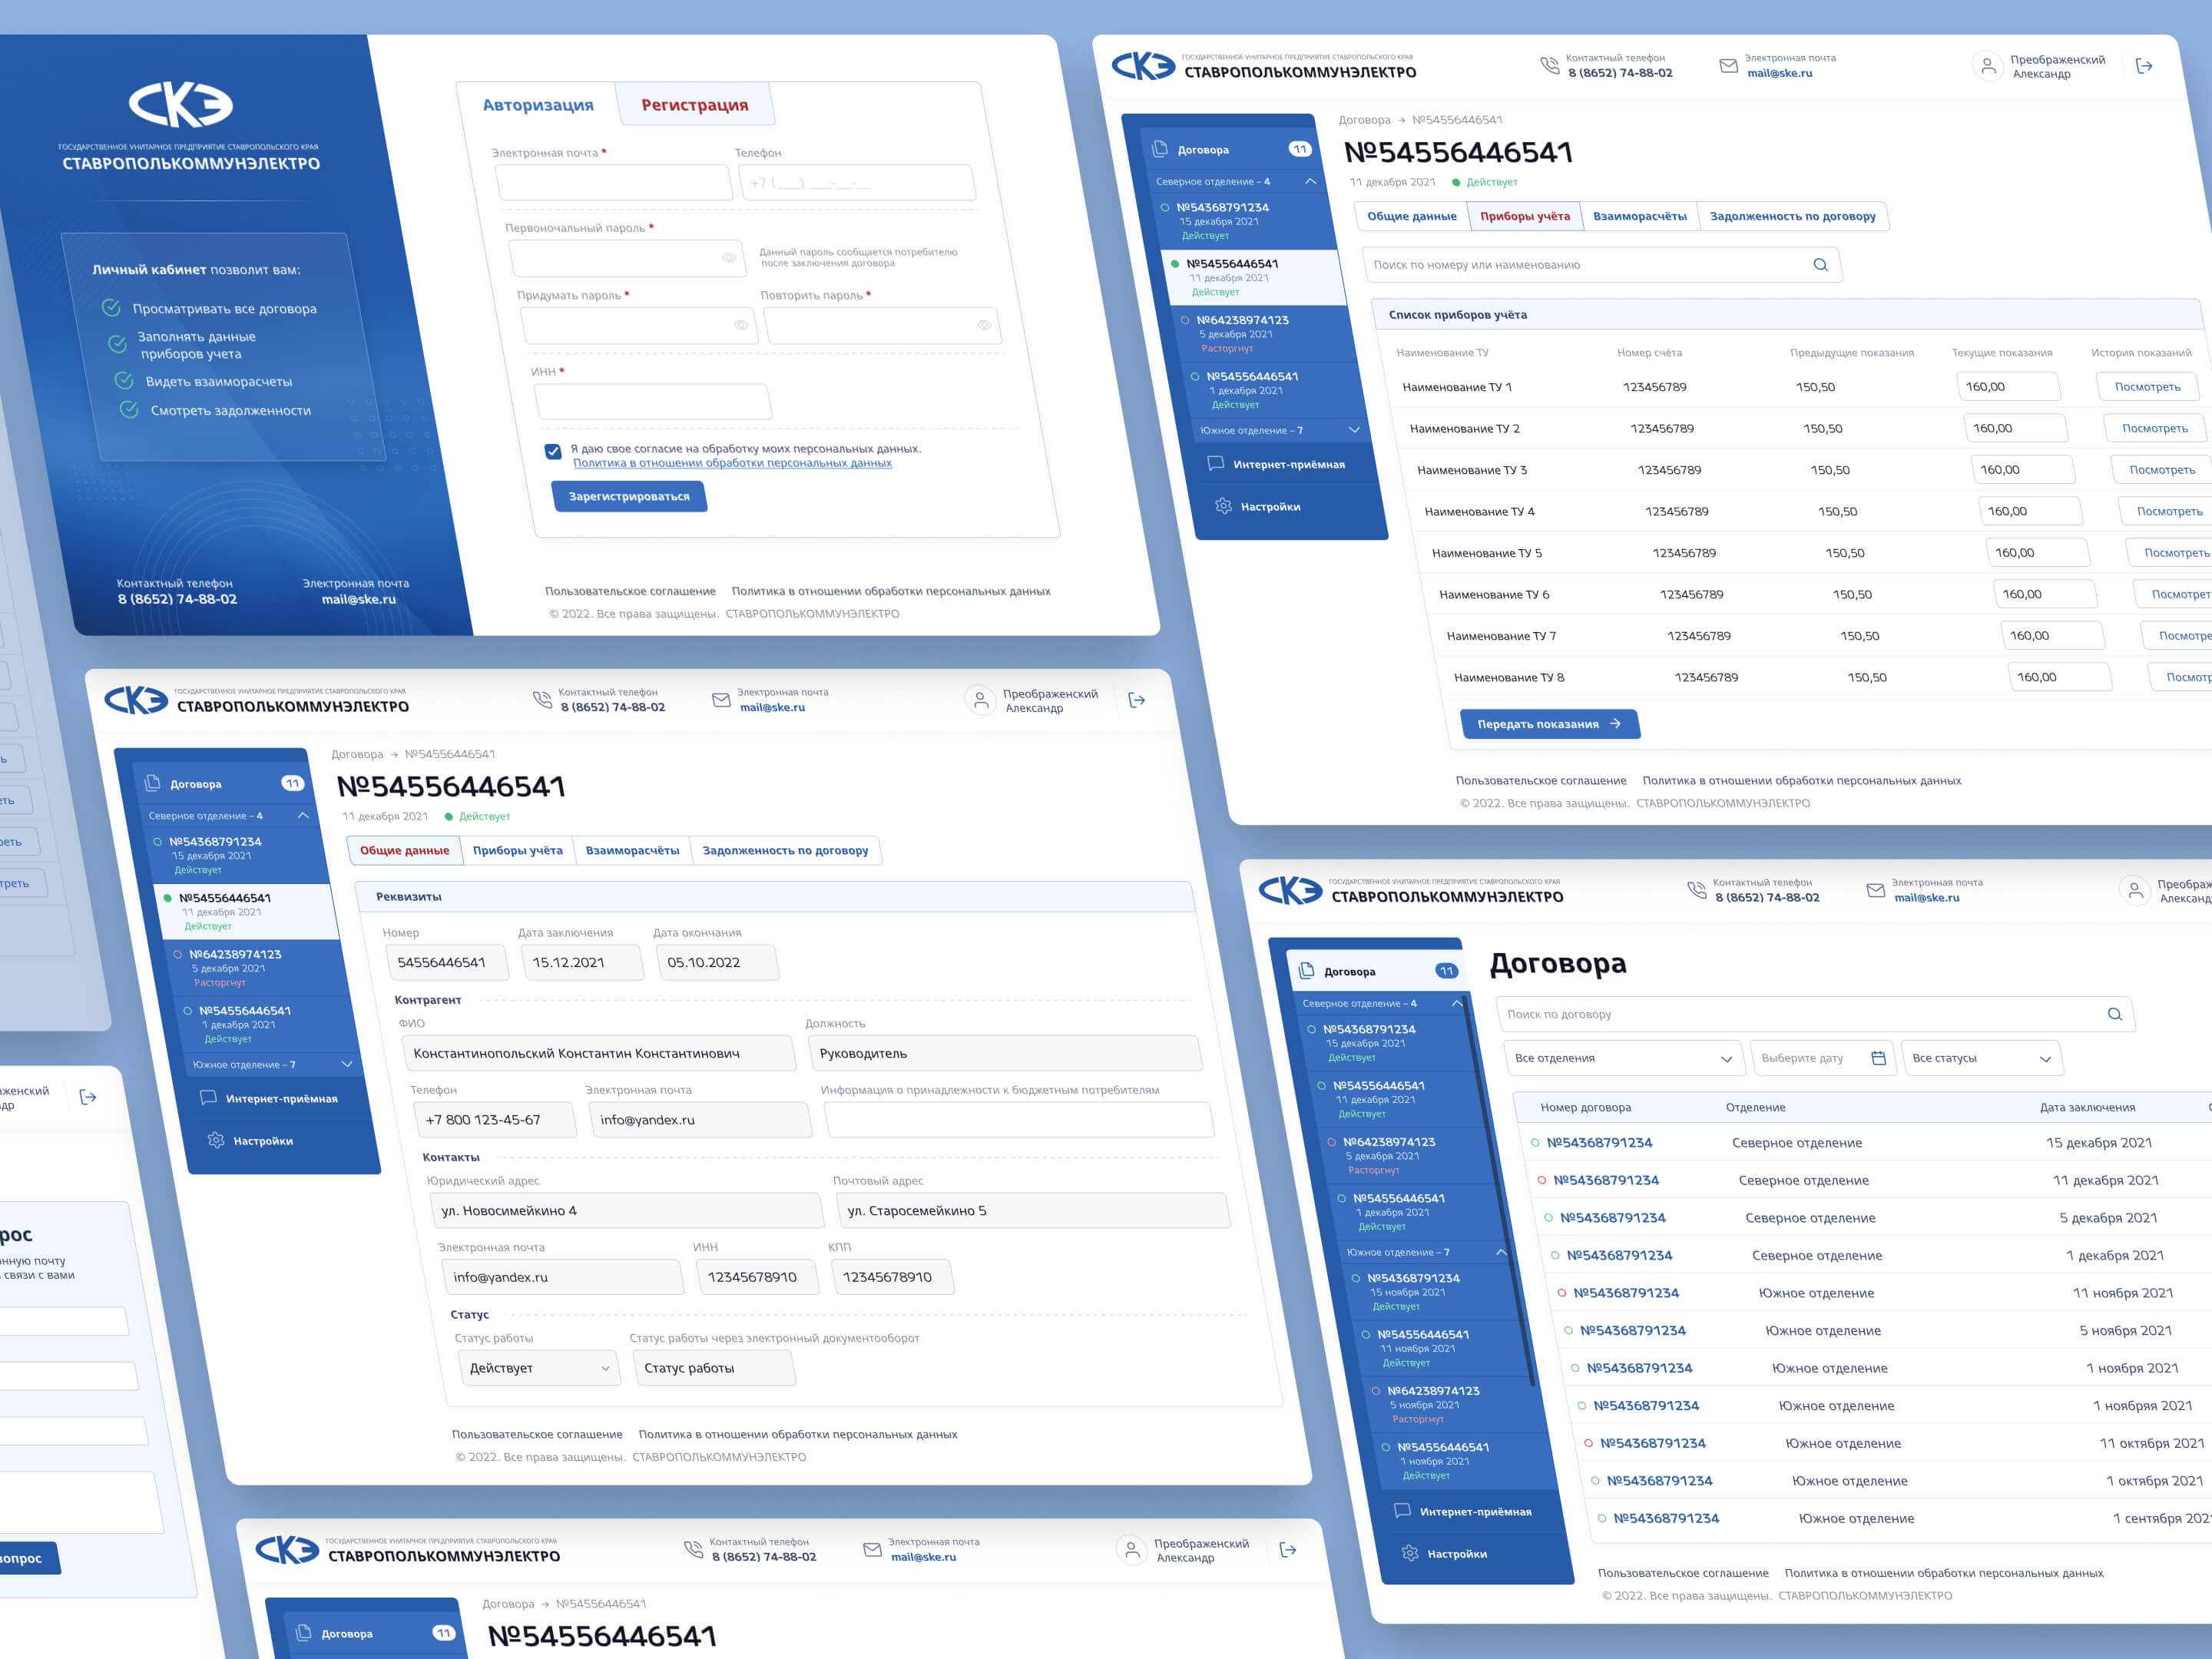 СКЭ
ГОСУДАРСТВЕННОЕ УНИТАРНОЕ ПРЕДПРИЯТИЕ СТАВРОПОЛЬСКОГО КРАЯ
СТАВРОПОЛЬКОММУНЭЛЕКТРО
Личный кабинет позволит вам:
Просматривать все договора
Заполнять данные
приборов учета
Видеть взаиморасчеты
Смотреть задолженности
Контактный телефон
8 (8652) 74-88-02
Электронная почта
mail@ske.ru
Авторизация
Регистрация
Электронная почта *
Телефон
+7 (___) ___-__-__
Первоночальный пароль *
Данный пароль сообщается потребителю
после заключения договора
Придумать пароль *
Повторить пароль *
ИНН *
Я даю свое согласие на обработку моих персональных данных.
Политика в отношении обработки персональных данных
Зарегистрироваться
Пользовательское соглашение Политика в отношении обработки персональных данных
© 2022. Все права защищены. СТАВРОПОЛЬКОММУНЭЛЕКТРО
СКЭ
ГОСУДАРСТВЕННОЕ УНИТАРНОЕ ПРЕДПРИЯТИЕ СТАВРОПОЛЬСКОГО КРАЯ
СТАВРОПОЛЬКОММУНЭЛЕКТРО
Контактный телефон
8 (8652) 74-88-02
Электронная почта
mail@ske.ru
Преображенский
Александр
Договора 11
Северное отделение – 4
№54368791234
15 декабря 2021
Действует
№54556446541
11 декабря 2021
Действует
№64238974123
5 декабря 2021
Расторгнут
№54556446541
1 декабря 2021
Действует
Южное отделение – 7
Интернет-приёмная
Настройки
Договора → №54556446541
№54556446541
11 декабря 2021 Действует
Общие данные Приборы учёта Взаиморасчёты Задолженность по договору
Поиск по номеру или наименованию
Список приборов учёта
Наименование ТУ Номер счёта Предыдущие показания Текущие показания История показаний
Наименование ТУ 1 123456789 150,50 160,00 Посмотреть
Наименование ТУ 2 123456789 150,50 160,00 Посмотреть
Наименование ТУ 3 123456789 150,50 160,00 Посмотреть
Наименование ТУ 4 123456789 150,50 160,00 Посмотреть
Наименование ТУ 5 123456789 150,50 160,00 Посмотреть
Наименование ТУ 6 123456789 150,50 160,00 Посмотрет
Наименование ТУ 7 123456789 150,50 160,00 Посмотре
Наименование ТУ 8 123456789 150,50 160,00 Посмотр
Передать показания →
Пользовательское соглашение Политика в отношении обработки персональных данных
© 2022. Все права защищены. СТАВРОПОЛЬКОММУНЭЛЕКТРО
СКЭ
ГОСУДАРСТВЕННОЕ УНИТАРНОЕ ПРЕДПРИЯТИЕ СТАВРОПОЛЬСКОГО КРАЯ
СТАВРОПОЛЬКОММУНЭЛЕКТРО
Контактный телефон
8 (8652) 74-88-02
Электронная почта
mail@ske.ru
Преображенский
Александр
Договора 11
Северное отделение – 4
№54368791234
15 декабря 2021
Действует
№54556446541
11 декабря 2021
Действует
№64238974123
5 декабря 2021
Расторгнут
№54556446541
1 декабря 2021
Действует
Южное отделение – 7
Интернет-приёмная
Настройки
Договора → №54556446541
№54556446541
11 декабря 2021 Действует
Общие данные Приборы учёта Взаиморасчёты Задолженность по договору
Реквизиты
Номер Дата заключения Дата окончания
54556446541 15.12.2021 05.10.2022
Контрагент
ФИО Должность
Константинопольский Константин Константинович Руководитель
Телефон Электронная почта Информация о принадлежности к бюджетным потребителям
+7 800 123-45-67 info@yandex.ru
Контакты
Юридический адрес Почтовый адрес
ул. Новосимейкино 4 ул. Старосемейкино 5
Электронная почта ИНН КПП
info@yandex.ru 12345678910 12345678910
Статус
Статус работы Статус работы через электронный документооборот
Действует Статус работы
Пользовательское соглашение Политика в отношении обработки персональных данных
© 2022. Все права защищены. СТАВРОПОЛЬКОММУНЭЛЕКТРО
СКЭ
ГОСУДАРСТВЕННОЕ УНИТАРНОЕ ПРЕДПРИЯТИЕ СТАВРОПОЛЬСКОГО КРАЯ
СТАВРОПОЛЬКОММУНЭЛЕКТРО
Контактный телефон
8 (8652) 74-88-02
Электронная почта
mail@ske.ru
Преображ
Александ
Договора 11
Северное отделение – 4
№54368791234
15 декабря 2021
Действует
№54556446541
11 декабря 2021
Действует
№64238974123
5 декабря 2021
Расторгнут
№54556446541
1 декабря 2021
Действует
Южное отделение – 7
№54368791234
15 ноября 2021
Действует
№54556446541
11 ноября 2021
Действует
№64238974123
5 ноября 2021
Расторгнут
№54556446541
1 ноября 2021
Действует
Интернет-приёмная
Настройки
Договора
Поиск по договору
Все отделения Выберите дату Все статусы
Номер договора Отделение Дата заключения
№54368791234 Северное отделение 15 декабря 2021
№54368791234 Северное отделение 11 декабря 2021
№54368791234 Северное отделение 5 декабря 2021
№54368791234 Северное отделение 1 декабря 2021
№54368791234 Южное отделение 11 ноября 2021
№54368791234 Южное отделение 5 ноября 2021
№54368791234 Южное отделение 1 ноября 2021
№54368791234 Южное отделение 1 ноябряя 2021
№54368791234 Южное отделение 11 октября 2021
№54368791234 Южное отделение 1 октября 2021
№54368791234 Южное отделение 1 сентября 202
Пользовательское соглашение Политика в отношении обработки персональных данных
© 2022. Все права защищены. СТАВРОПОЛЬКОММУНЭЛЕКТРО
ь
ть
еть
треть
женский
др
рос
нную почту
связи с вами
вопрос
СКЭ
ГОСУДАРСТВЕННОЕ УНИТАРНОЕ ПРЕДПРИЯТИЕ СТАВРОПОЛЬСКОГО КРАЯ
СТАВРОПОЛЬКОММУНЭЛЕКТРО
Контактный телефон
8 (8652) 74-88-02
Электронная почта
mail@ske.ru
Преображенский
Александр
Договора 11
Договора → №54556446541
№54556446541